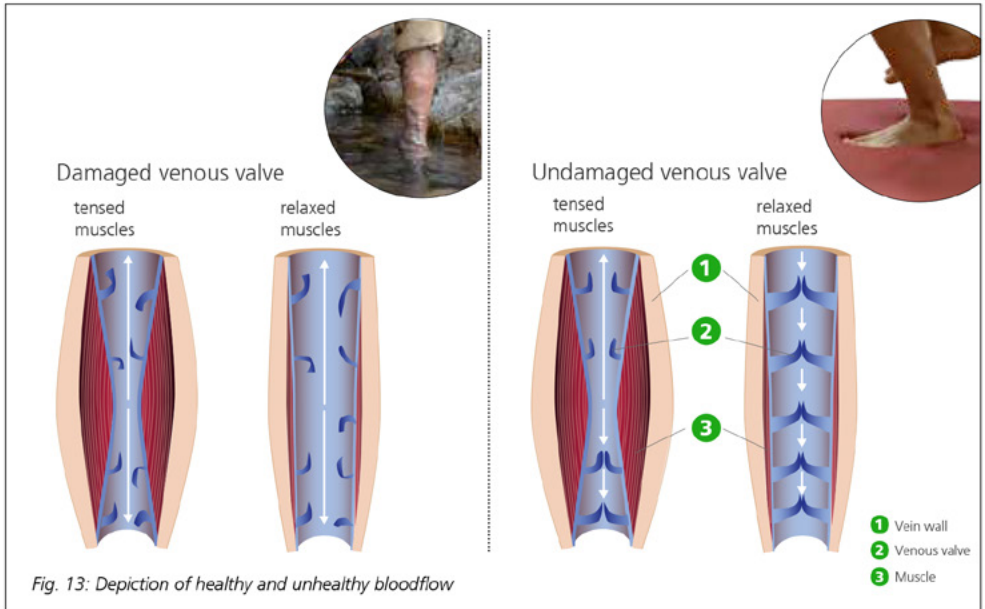 Damaged venous valve
tensed
muscles
relaxed
muscles
Undamaged venous valve
tensed
muscles
relaxed
muscles
1
2
3
1 Vein wall
2 Venous valve
3 Muscle
Fig. 13: Depiction of healthy and unhealthy bloodflow